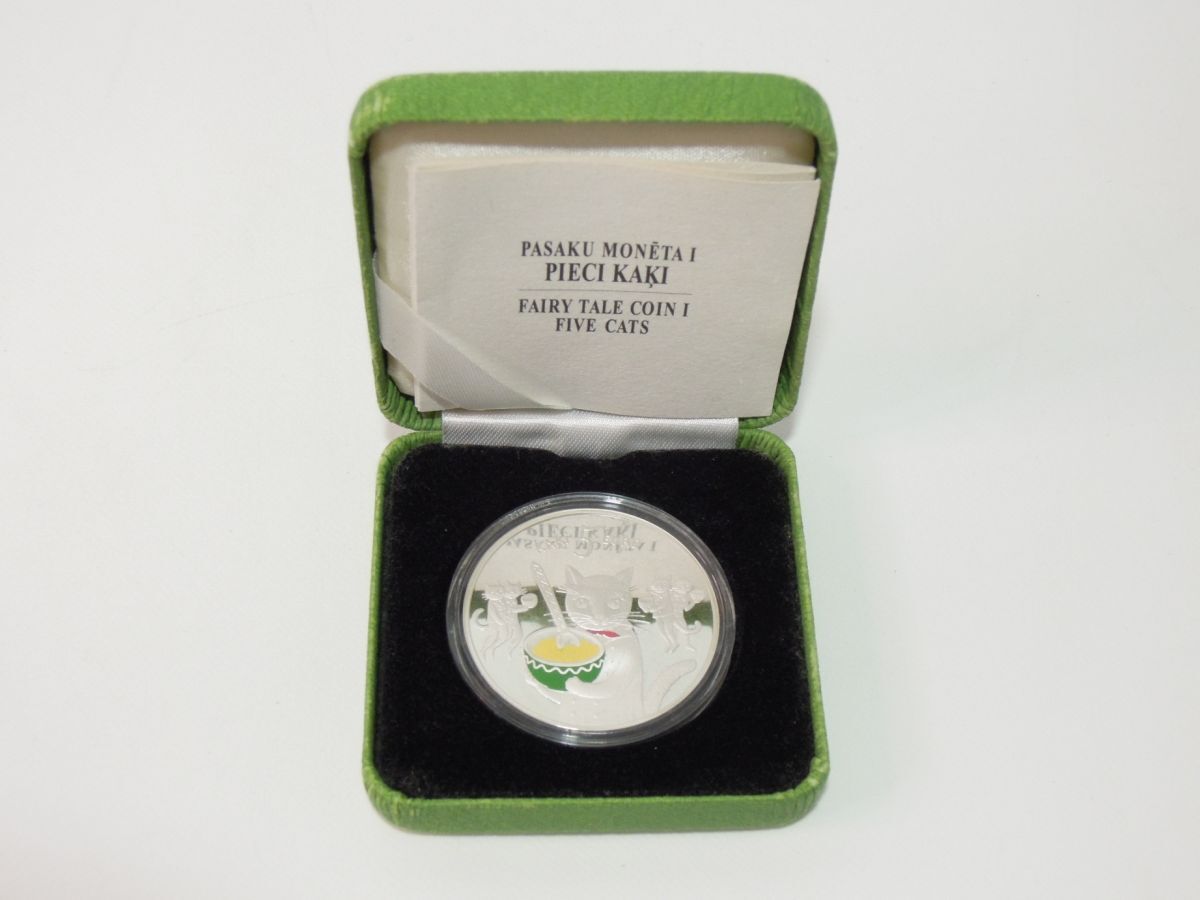 PASAKU MONĒTA I
PIECI KAĶI
FAIRY TALE COIN I
FIVE CATS